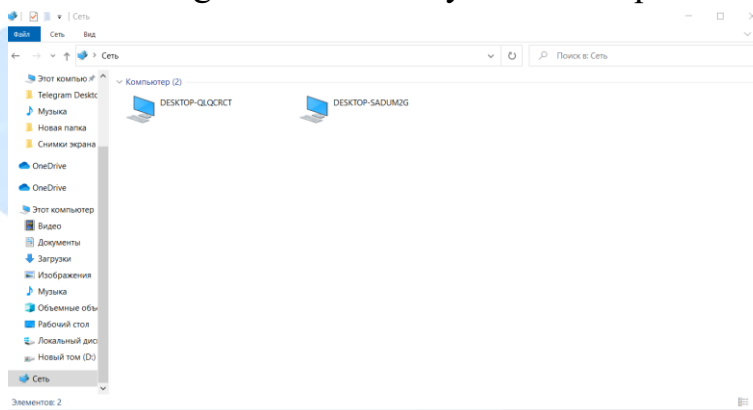 Сеть
Файл Сеть Вид
Сеть
Поиск в: Сеть
Этот компью
Telegram Deskto
Музыка
Новая папка
Снимки экрана
OneDrive
OneDrive
Этот компьютер
Видео
Документы
Загрузки
Изображения
Музыка
Объемные объ
Рабочий стол
Локальный дис
Новый том (D:)
Сеть
Компьютер (2)
DESKTOP-QLQCRCT
DESKTOP-SADUM2G
Элементов: 2